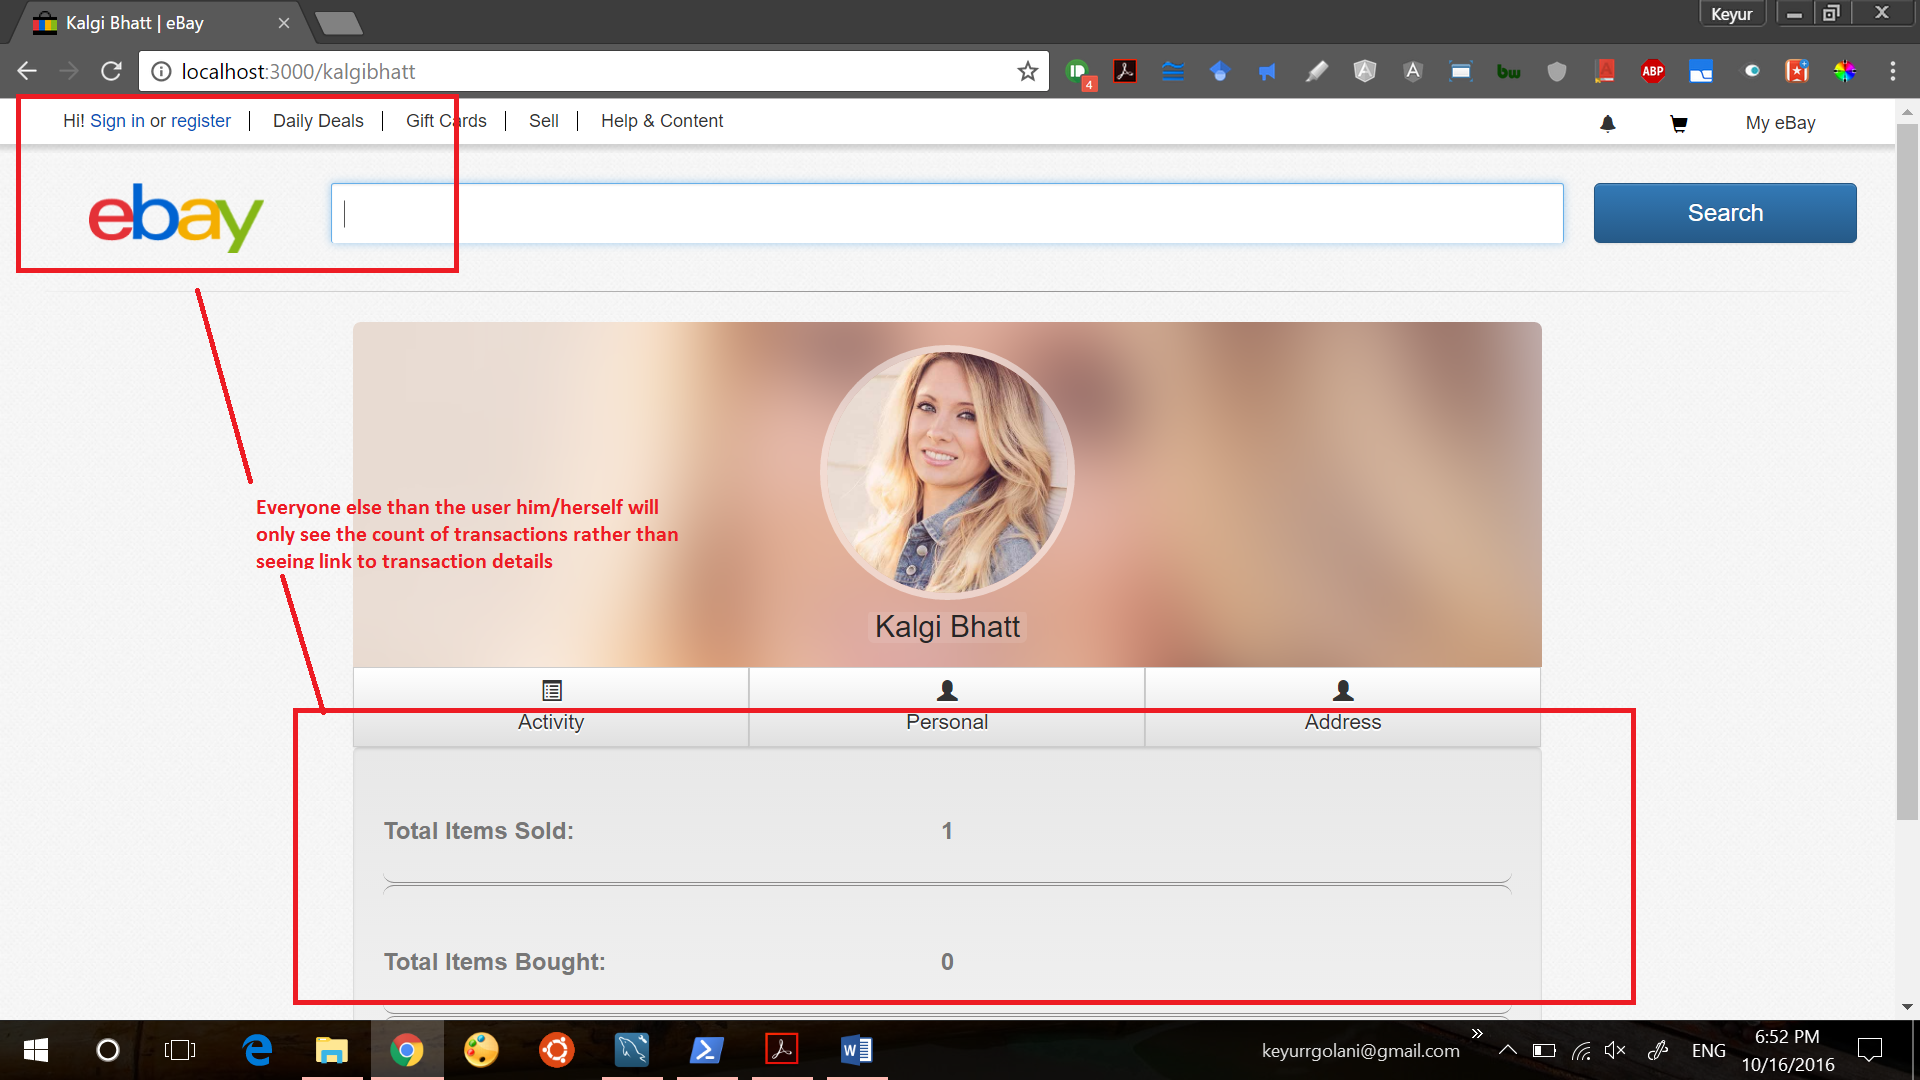 Kalgi Bhatt | eBay
Keyur
localhost:3000/kalgibhatt
4
ABP
bw
Hi! Sign in or register
Daily Deals
Gift Cards
Sell
Help & Content
My eBay
ebay
Search
Everyone else than the user him/herself will
only see the count of transactions rather than
seeing link to transaction details
Kalgi Bhatt
Activity
Personal
Address
Total Items Sold: 1
Total Items Bought: 0
keyurrgolani@gmail.com
ENG
6:52 PM
10/16/2016